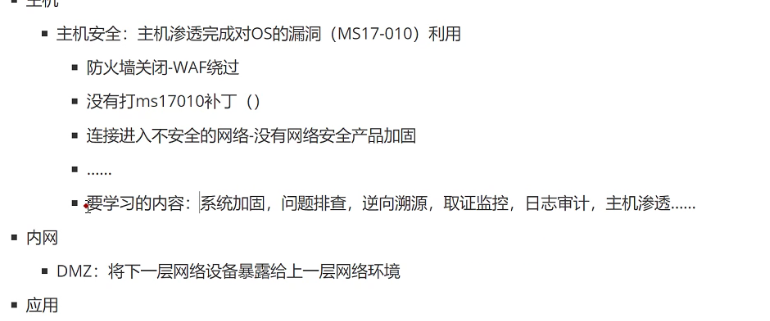 主机
主机安全：主机渗透完成对OS的漏洞（MS17-010）利用
防火墙关闭-WAF绕过
没有打ms17010补丁（）
连接进入不安全的网络-没有网络安全产品加固
......
要学习的内容：系统加固，问题排查，逆向溯源，取证监控，日志审计，主机渗透......
内网
DMZ：将下一层网络设备暴露给上一层网络环境
应用